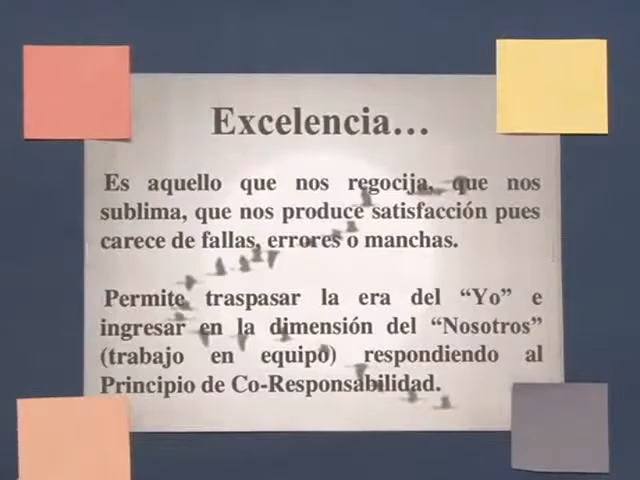 Excelencia…
Es aquello que nos regocija, que nos
sublima, que nos produce satisfacción pues
carece de fallas, errores o manchas.
Permite traspasar la era del “Yo” e
ingresar en la dimensión del “Nosotros”
(trabajo en equipo) respondiendo al
Principio de Co-Responsabilidad.